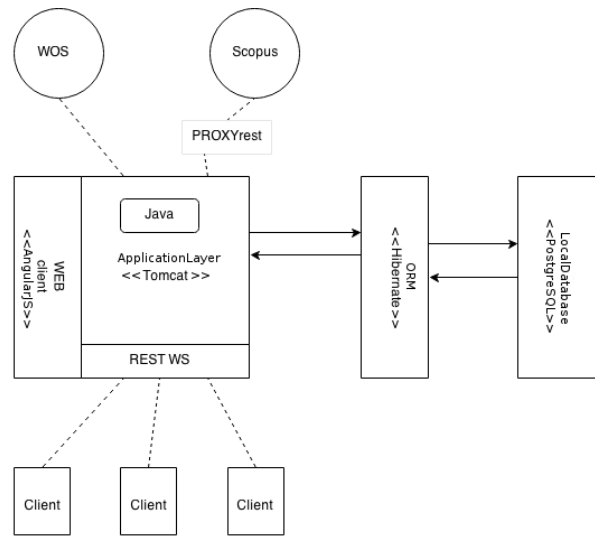 WOS
Scopus
PROXYrest
Java
ApplicationLayer
<<Tomcat>>
WEB
client
<<AngularJS>>
REST WS
ORM
<<Hibernate>>
LocalDatabase
<<PostgreSQL>>
Client
Client
Client